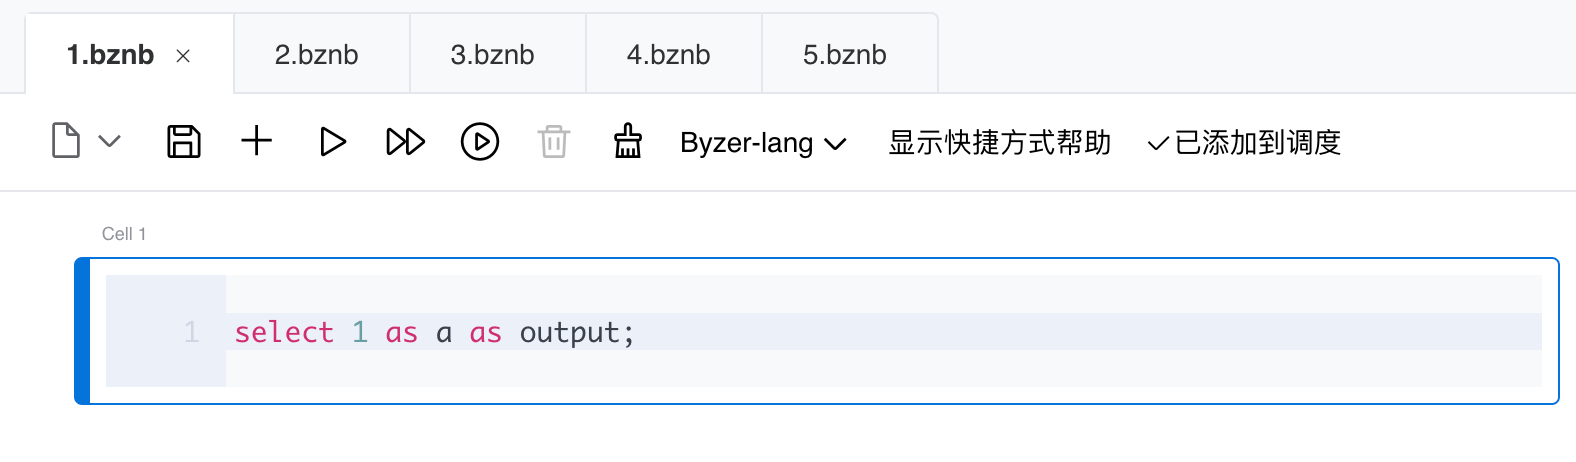 1.bznb × 2.bznb 3.bznb 4.bznb 5.bznb
Byzer-lang 显示快捷方式帮助 ✓已添加到调度
Cell 1
1 select 1 as a as output;